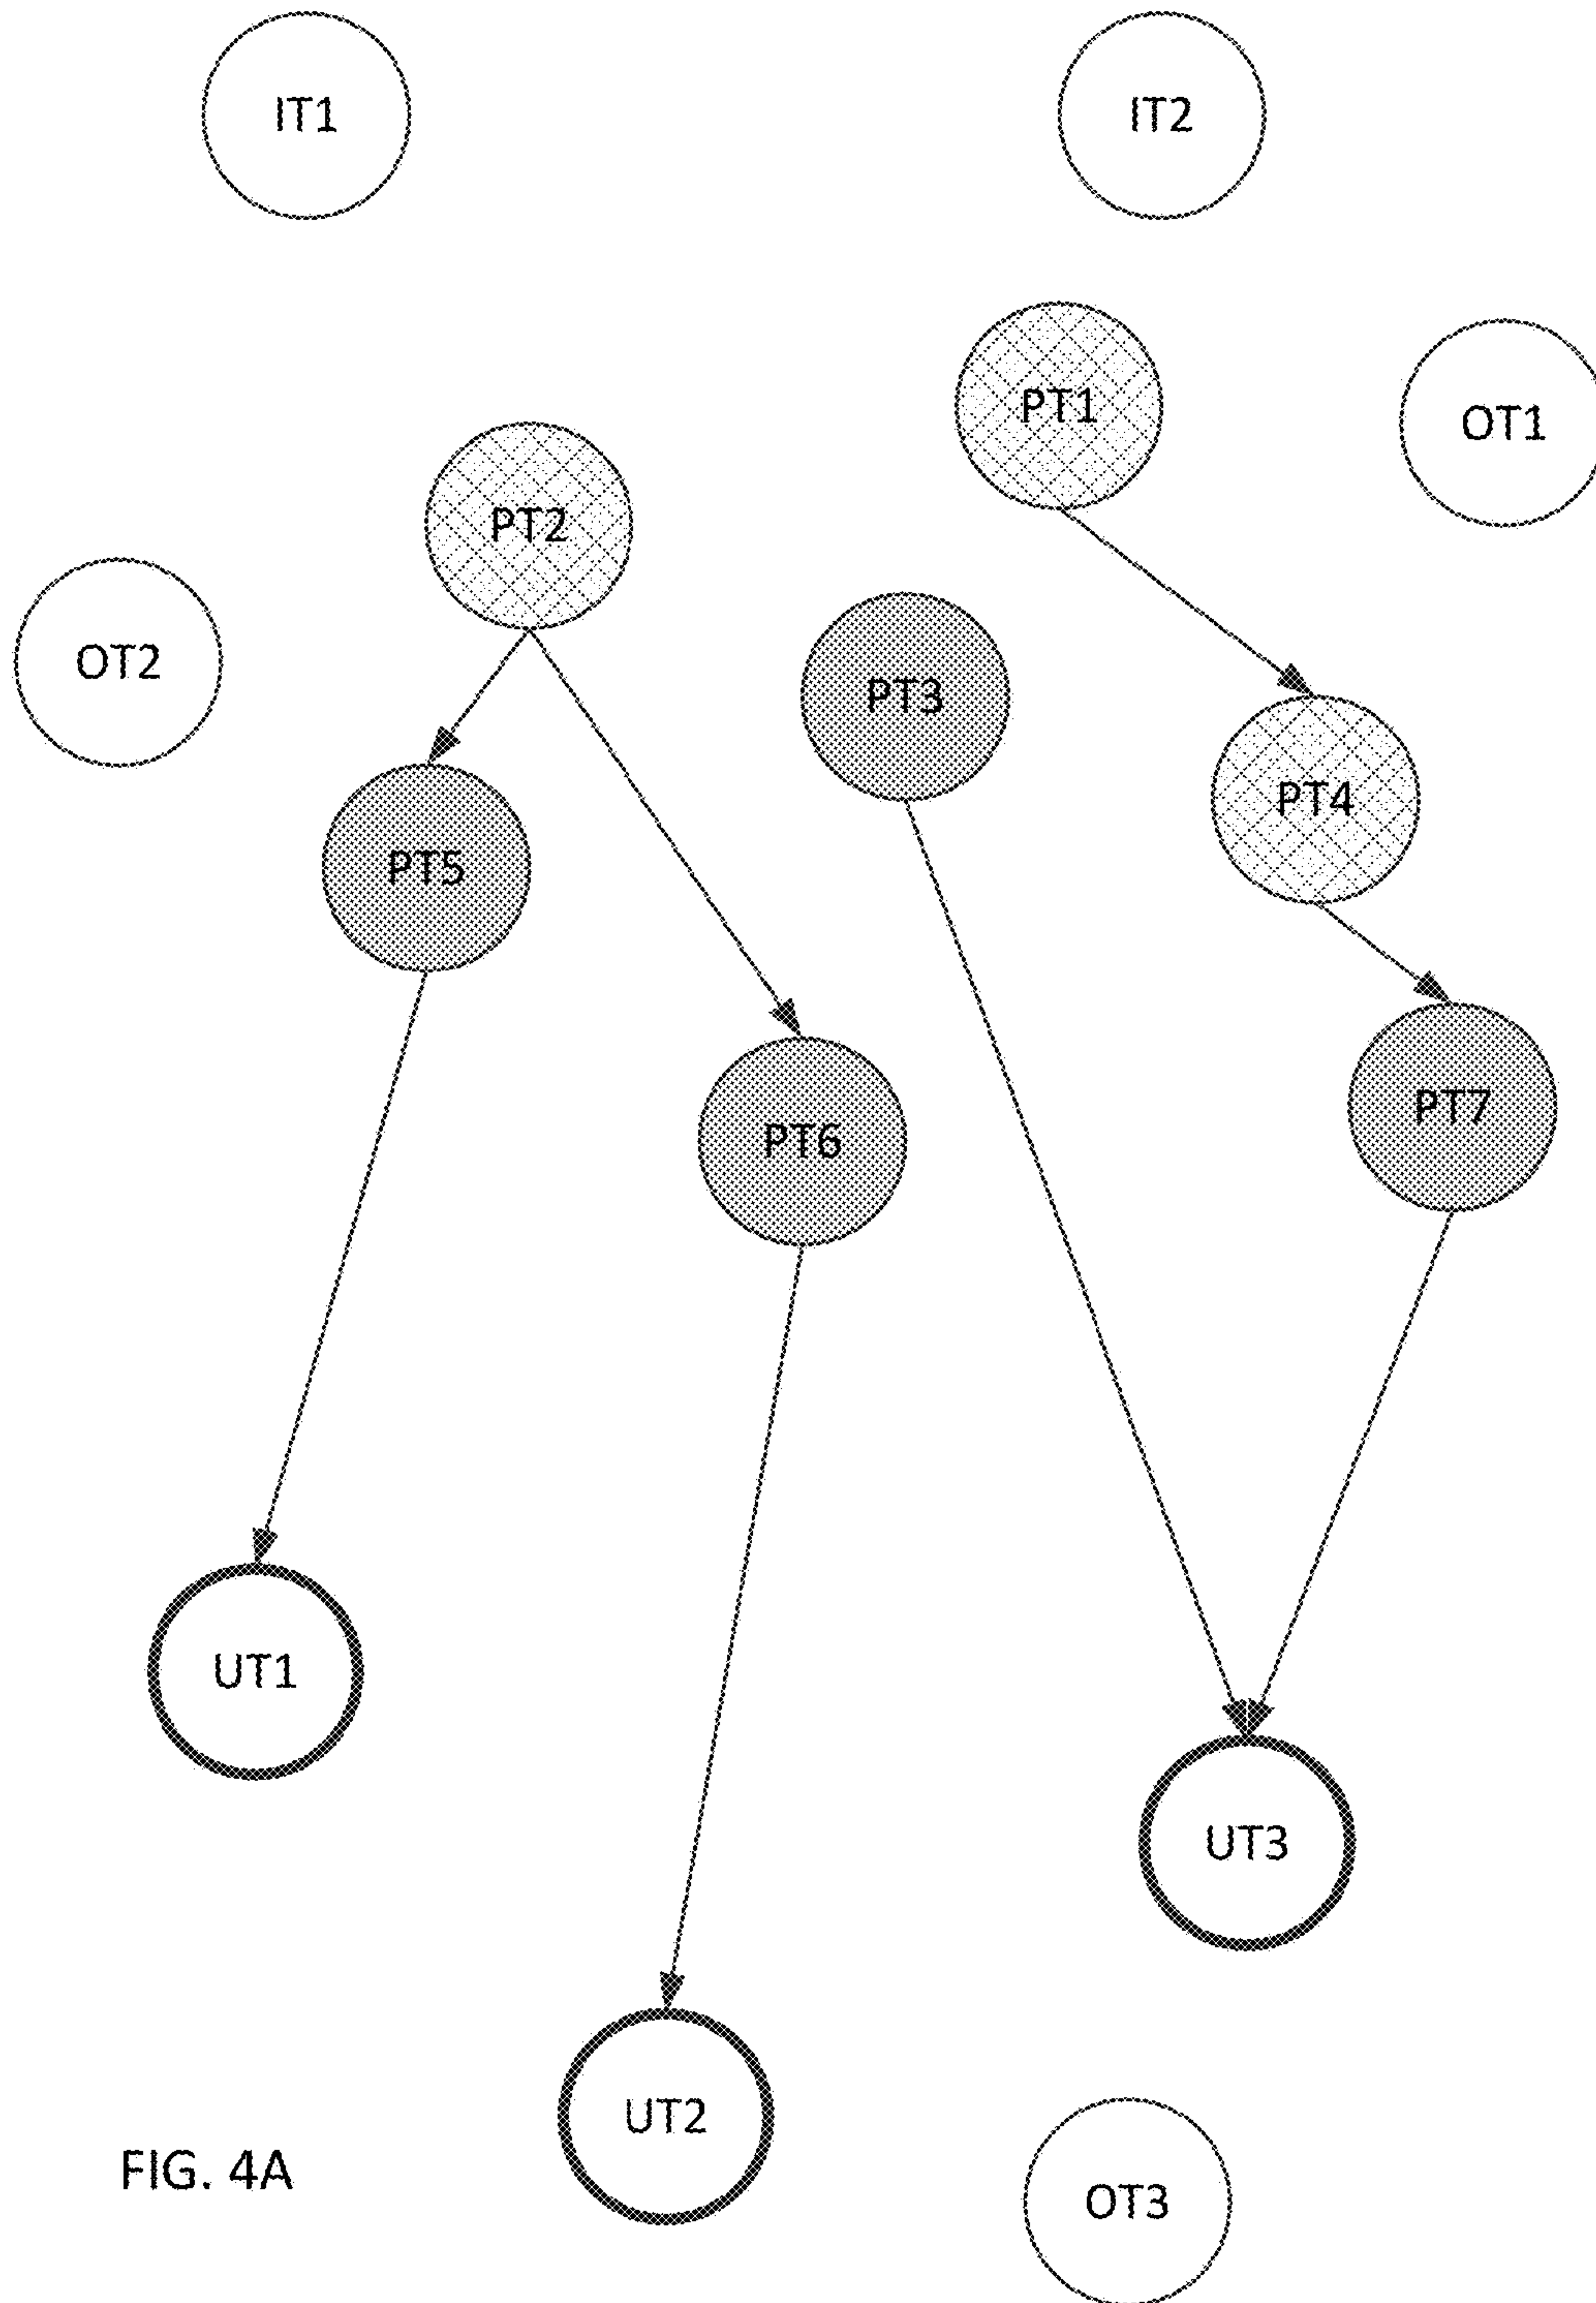 IT1
IT2
PT1
OT1
PT2
OT2
PT3
PT4
PT5
PT7
PT6
UT1
UT3
UT2
FIG. 4A
OT3